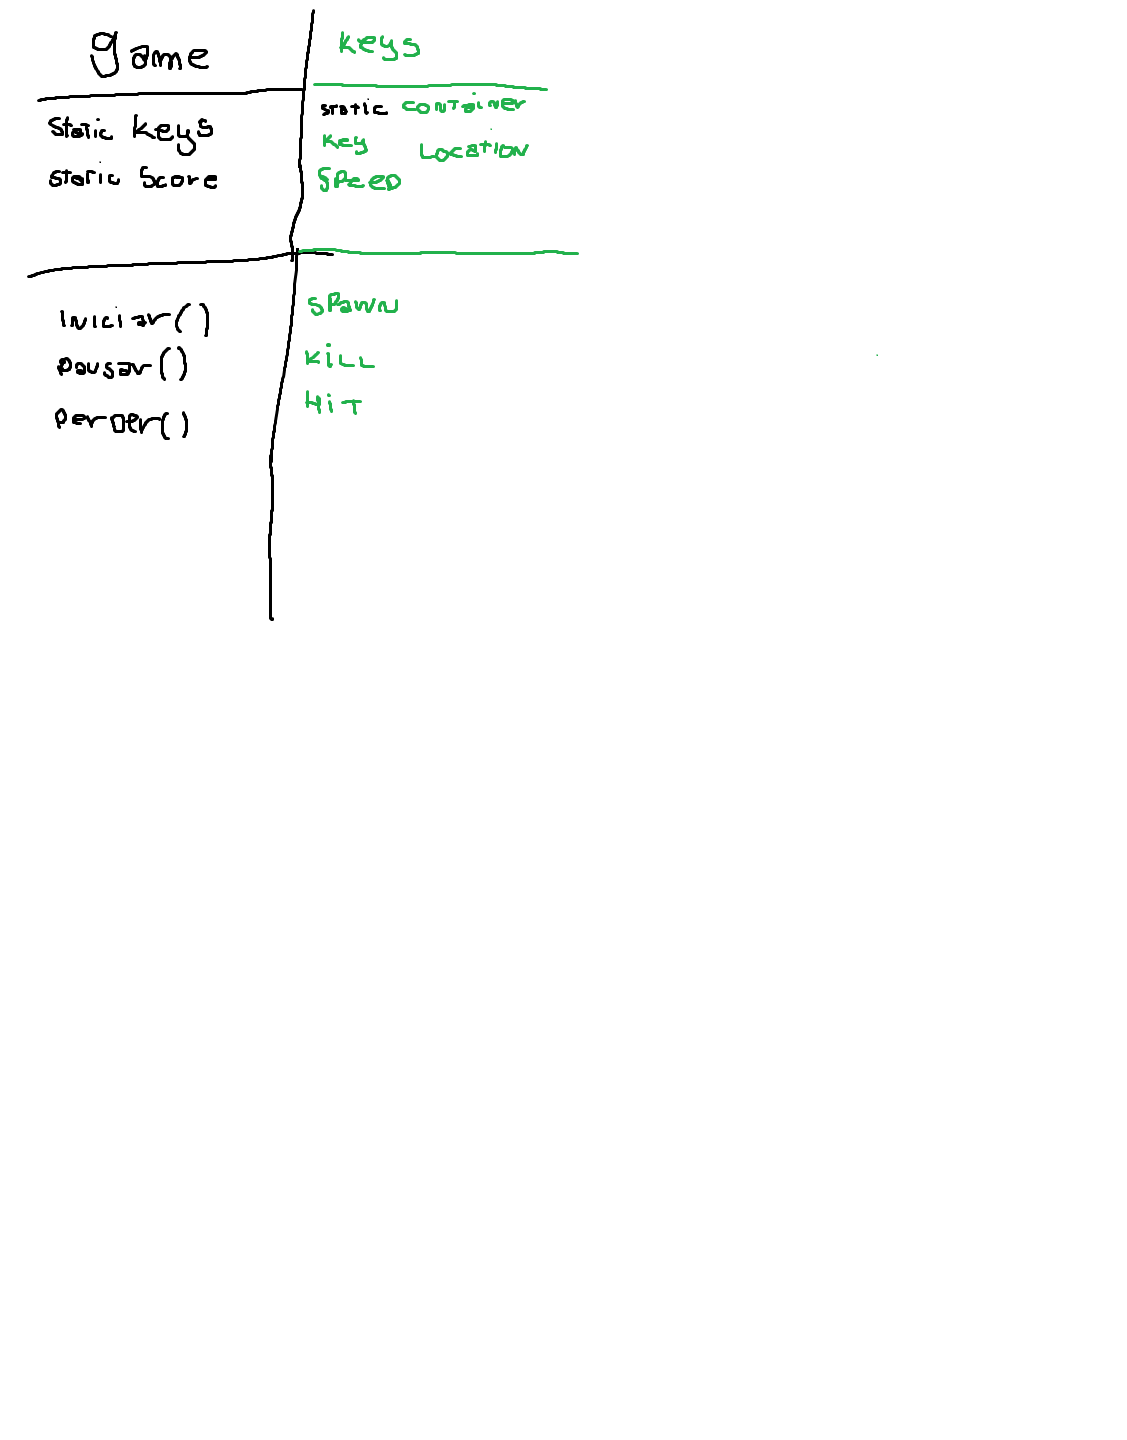 game
static keys
static score
iniciar()
pausar()
perder()
keys
static container
key location
speed
spawn
kill
hit